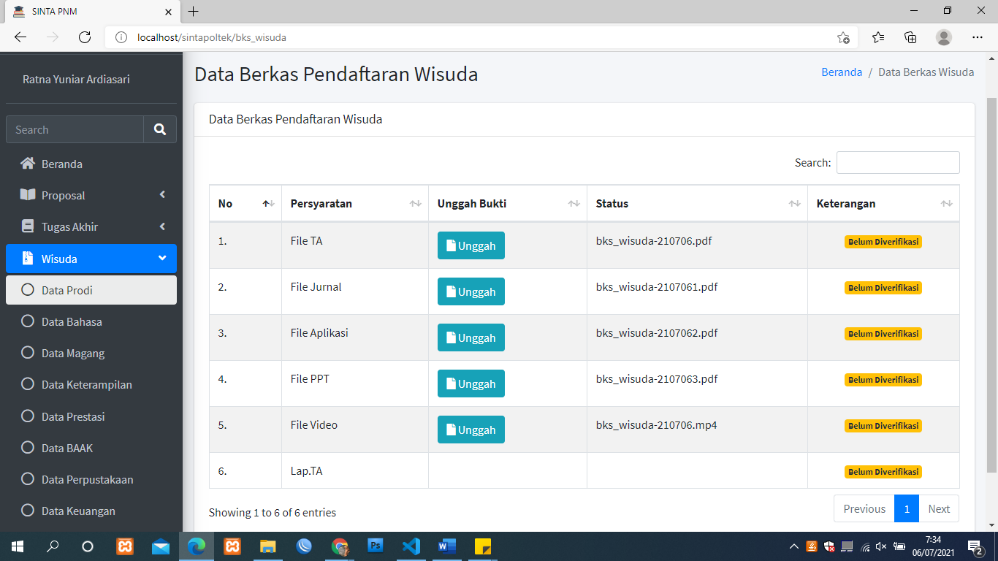 SINTA PNM
localhost/sintapoltek/bks_wisuda
Ratna Yuniar Ardiasari
Search
Beranda
Proposal
Tugas Akhir
Wisuda
Data Prodi
Data Bahasa
Data Magang
Data Keterampilan
Data Prestasi
Data BAAK
Data Perpustakaan
Data Keuangan
Data Berkas Pendaftaran Wisuda
Beranda / Data Berkas Wisuda
Data Berkas Pendaftaran Wisuda
Search:
No Persyaratan Unggah Bukti Status Keterangan
1. File TA Unggah bks_wisuda-210706.pdf Belum Diverifikasi
2. File Jurnal Unggah bks_wisuda-2107061.pdf Belum Diverifikasi
3. File Aplikasi Unggah bks_wisuda-2107062.pdf Belum Diverifikasi
4. File PPT Unggah bks_wisuda-2107063.pdf Belum Diverifikasi
5. File Video Unggah bks_wisuda-210706.mp4 Belum Diverifikasi
6. Lap.TA Belum Diverifikasi
Showing 1 to 6 of 6 entries
Previous 1 Next
7:34
06/07/2021
2